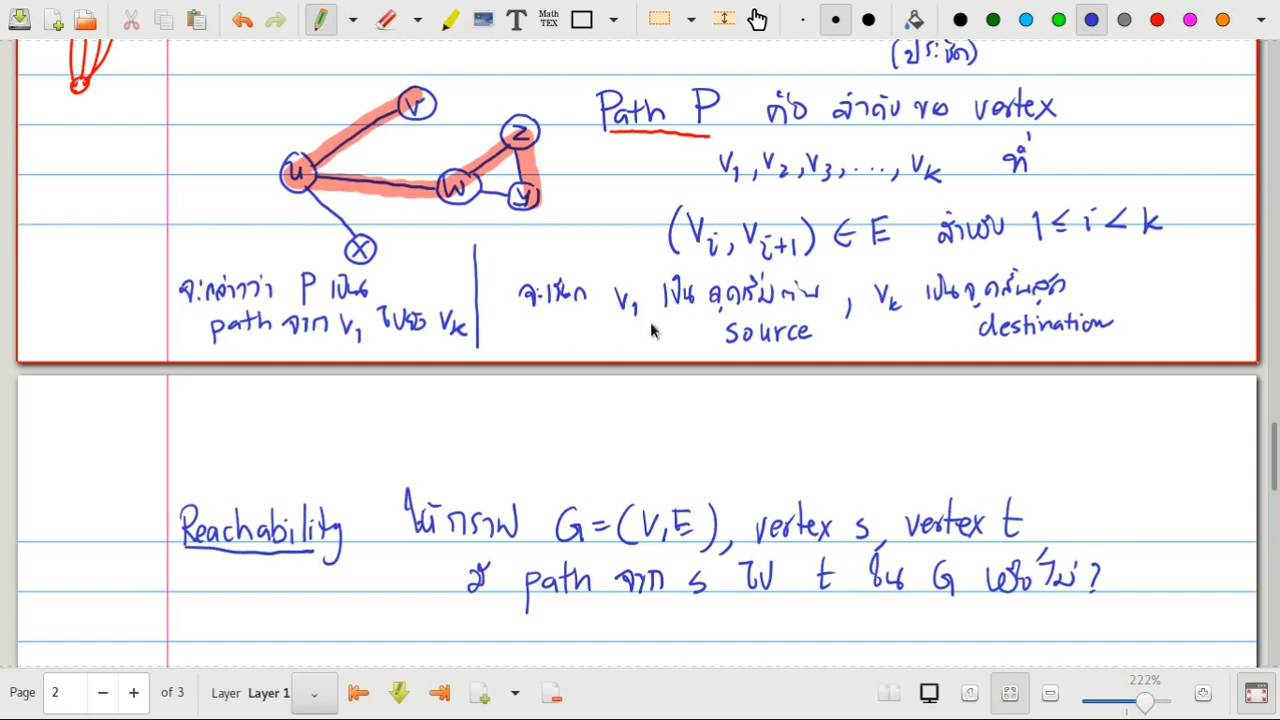 Math
TEX
(ประชิด)
v
z
u
w
y
x
Path P คือ ลำดับของ vertex
v₁, v₂, v₃, ..., vₖ ที่
(vᵢ, vᵢ₊₁) ∈ E สำหรับ 1 ≤ i < k
จะกล่าวว่า P เป็น
path จาก v₁ ไปยัง vₖ
จะเรียก v₁ เป็น จุดเริ่มต้น, vₖ เป็นจุดสิ้นสุด
source destination
Reachability ให้กราฟ G=(V,E), vertex s, vertex t
มี path จาก s ไป t ใน G หรือไม่?
Page 2 of 3 Layer Layer 1 222%